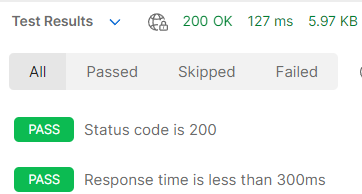 Test Results 200 OK 127 ms 5.97 KB
All Passed Skipped Failed
PASS Status code is 200
PASS Response time is less than 300ms